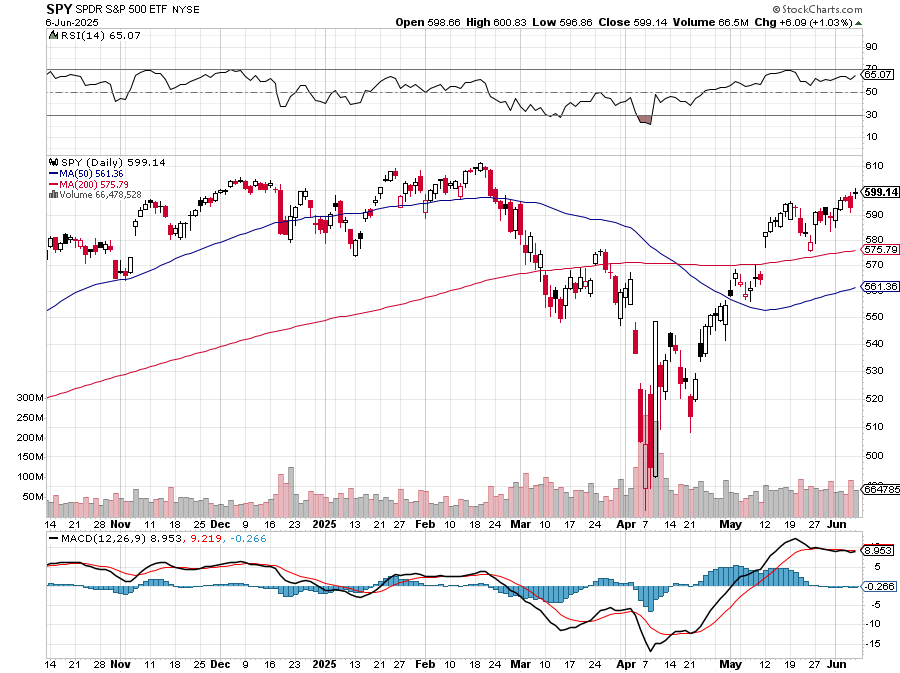 SPY SPDR S&P 500 ETF NYSE © StockCharts.com
6-Jun-2025 Open 598.66 High 600.83 Low 596.86 Close 599.14 Volume 66.5M Chg +6.09 (+1.03%)
RSI(14) 65.07
90
70
65.07
50
30
10
SPY (Daily) 599.14
MA(50) 561.36
MA(200) 575.79
Volume 66,478,528
610
599.14
590
580
575.79
570
561.36
550
540
530
520
510
500
300M
250M
200M
150M
100M
50M
664785
14 21 28 Nov 11 18 25 Dec 9 16 23 2025 13 21 27 Feb 10 18 24 Mar 10 17 24 Apr 14 21 May 12 19 27 Jun
MACD(12,26,9) 8.953, 9.219, -0.266
8.953
5
-0.266
-5
-10
-15
14 21 28 Nov 11 18 25 Dec 9 16 23 2025 13 21 27 Feb 10 18 24 Mar 10 17 24 Apr 14 21 May 12 19 27 Jun